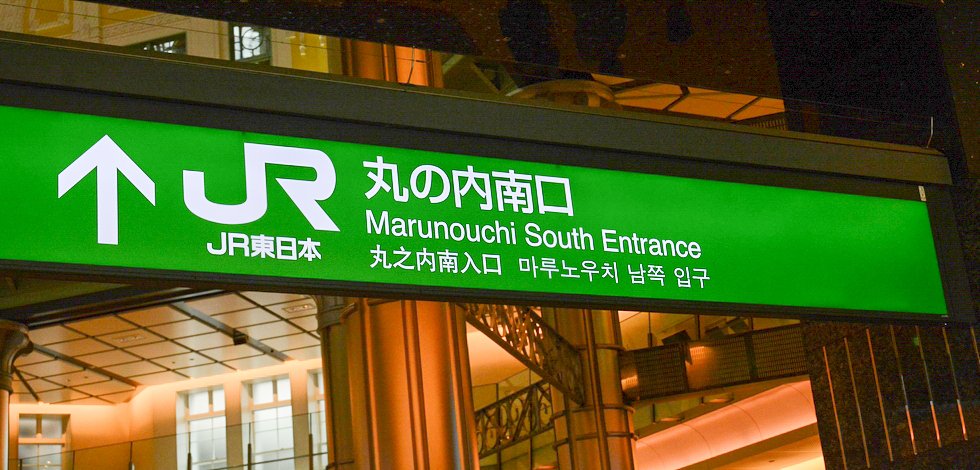 JR
JR東日本
丸の内南口
Marunouchi South Entrance
丸之内南入口 마루노우치 남쪽 입구